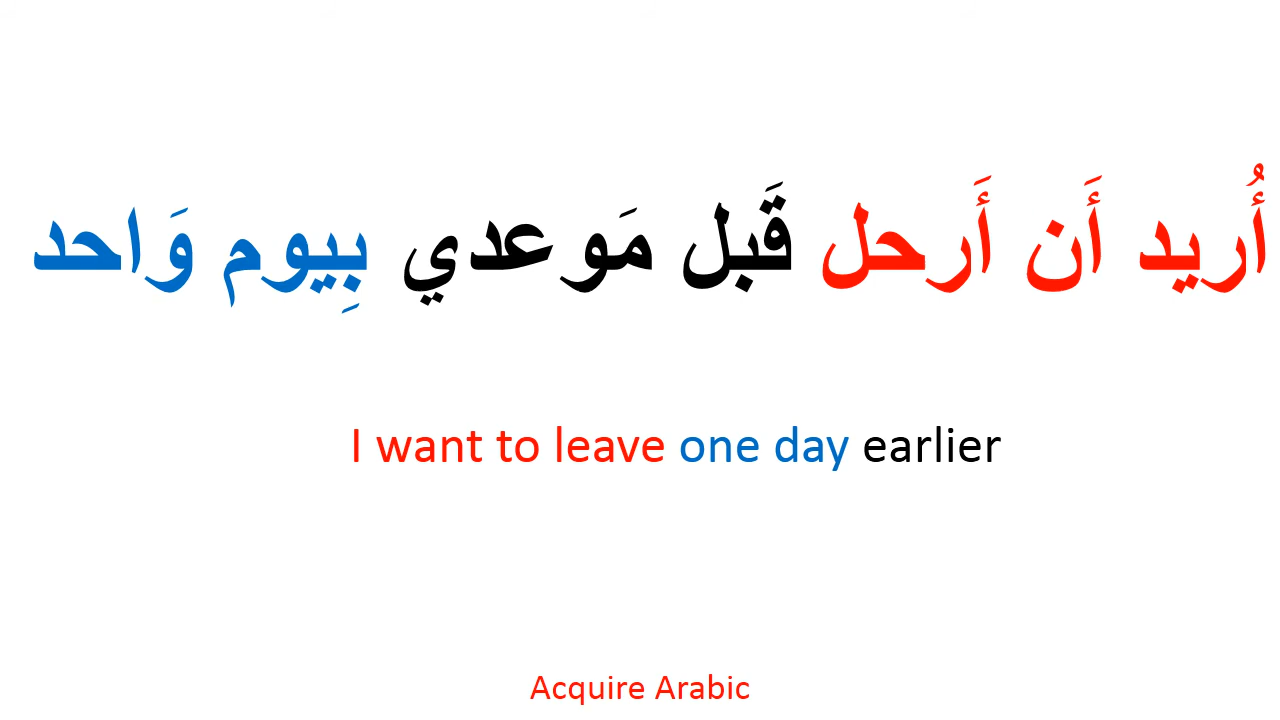 أُريد أَن أَرحل قَبل مَوعدي بِيوم وَاحد
I want to leave one day earlier
Acquire Arabic